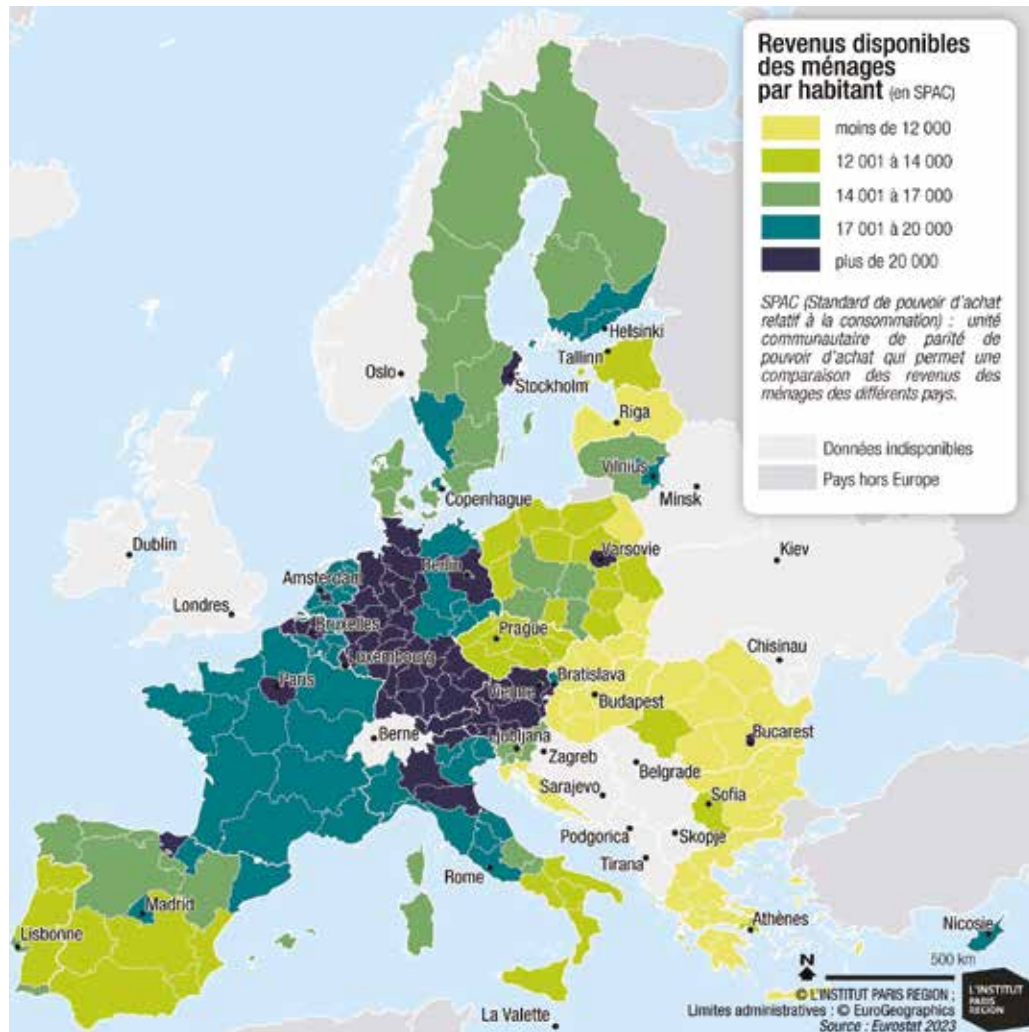 Revenus disponibles
des ménages
par habitant (en SPAC)
moins de 12 000
12 001 à 14 000
14 001 à 17 000
17 001 à 20 000
plus de 20 000
SPAC (Standard de pouvoir d'achat
relatif à la consommation) : unité
communautaire de parité de
pouvoir d'achat qui permet une
comparaison des revenus des
ménages des différents pays.
Données indisponibles
Pays hors Europe
Helsinki
Tallinn
Oslo
Stockholm
Riga
Vilnius
Copenhague
Minsk
Dublin
Varsovie
Kiev
Berlin
Amsterdam
Londres
Bruxelles
Prague
Luxembourg
Chisinau
Paris
Bratislava
Vienne
Budapest
Berne
Ljubljana
Bucarest
Zagreb
Belgrade
Sarajevo
Sofia
Podgorica
Skopje
Tirana
Rome
Madrid
Lisbonne
Athènes
Nicosie
N
500 km
La Valette
© L'INSTITUT PARIS REGION ;
Limites administratives : © EuroGeographics
Source : Eurostat 2023
L'INSTITUT
PARIS
REGION